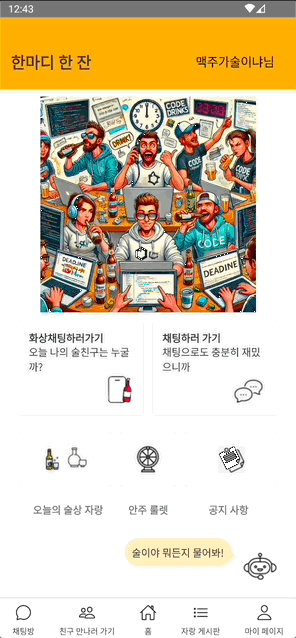 12:43
한마디 한 잔
맥주가술이냐님
CODE
DRINKS
DRINK?
CODE
DEADLINE
DEADLINE
화상채팅하러가기
오늘 나의 술친구는 누굴
까?
채팅하러 가기
채팅으로도 충분히 재밌
으니까
오늘의 술상 자랑
안주 룰렛
공지 사항
술이야 뭐든지 물어봐!
채팅방
친구 만나러 가기
홈
자랑 게시판
마이 페이지